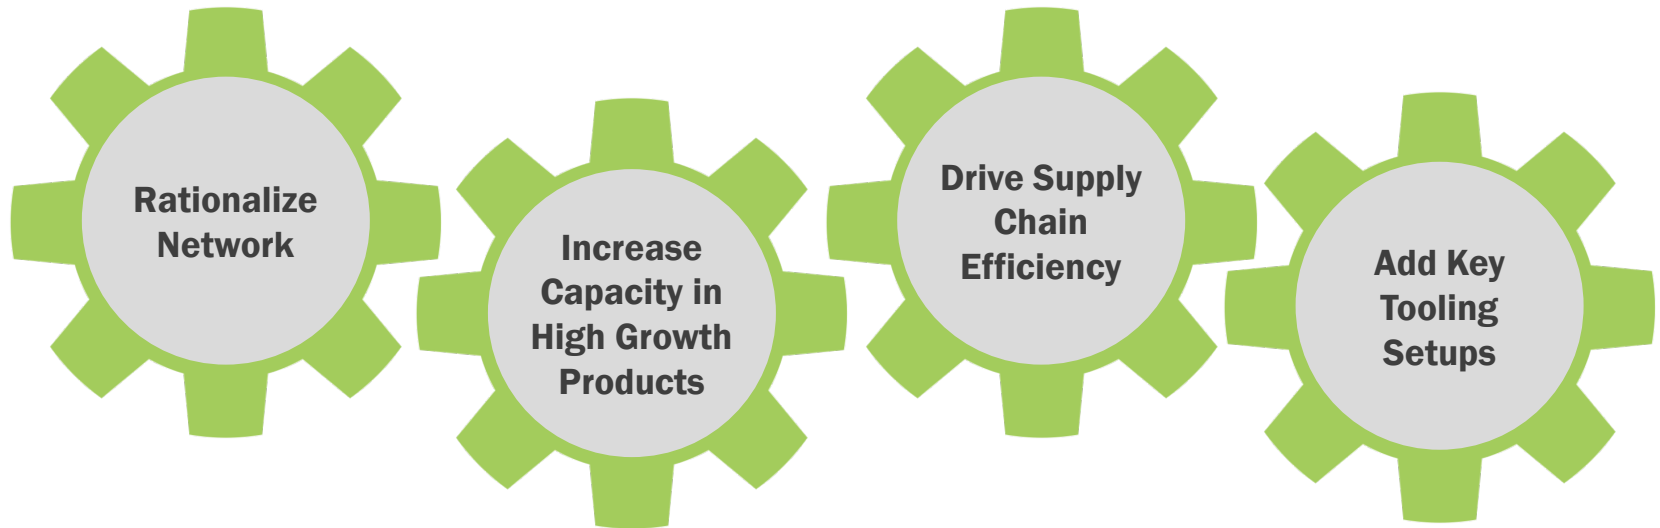 Rationalize
Network
Increase
Capacity in
High Growth
Products
Drive Supply
Chain
Efficiency
Add Key
Tooling
Setups